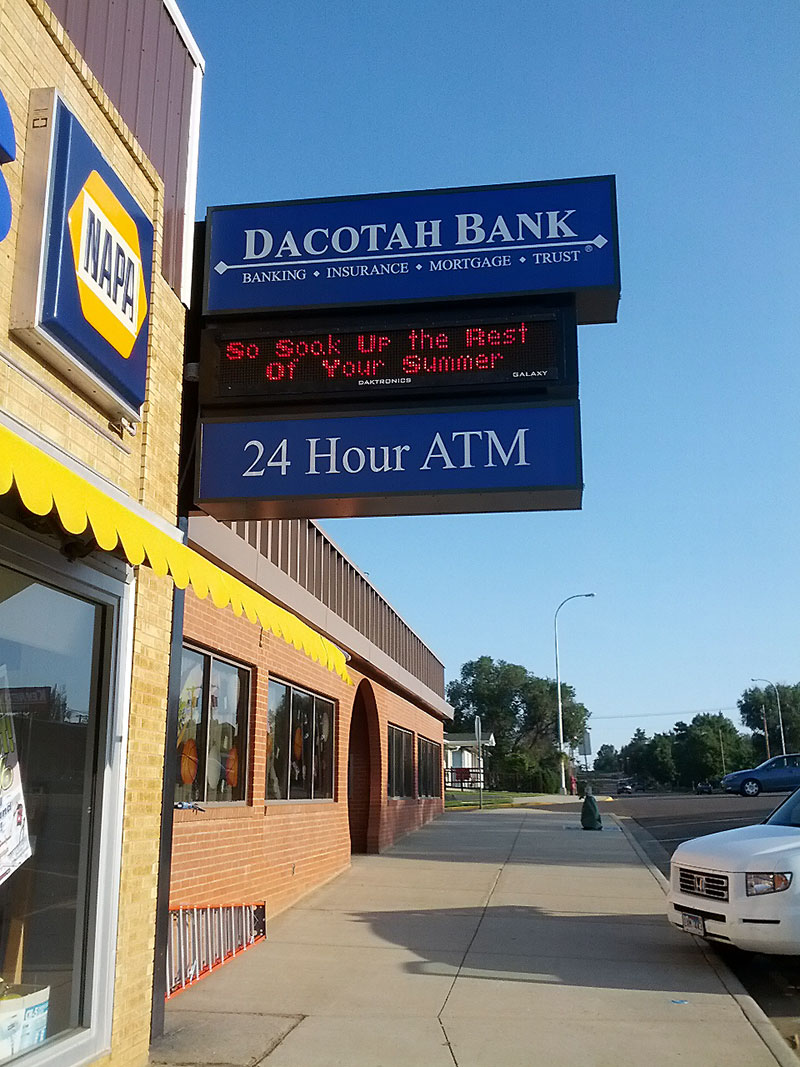 NAPA
DACOTAH BANK
BANKING ⬥ INSURANCE ⬥ MORTGAGE ⬥ TRUST®
So Soak Up the Rest
Of Your Summer
DAKTRONICS
GALAXY
24 Hour ATM